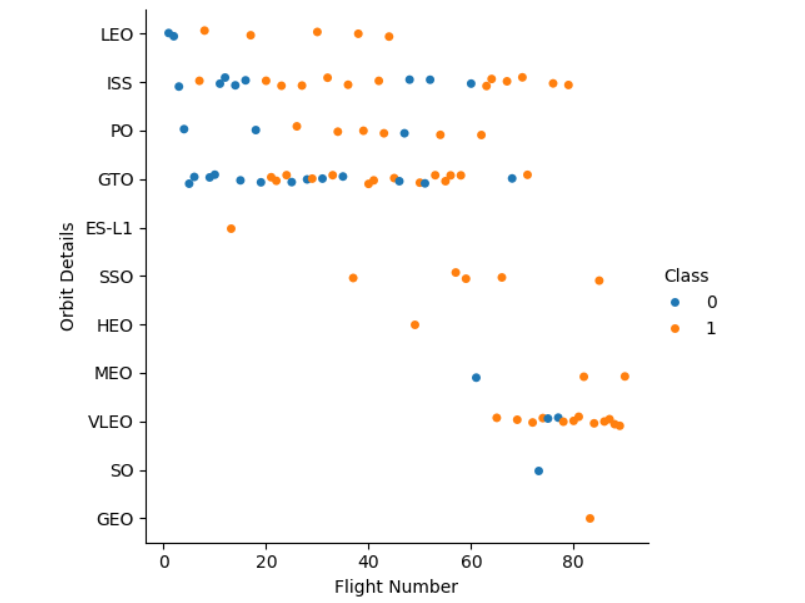 LEO
ISS
PO
GTO
ES-L1
SSO
HEO
MEO
VLEO
SO
GEO
Orbit Details
0 20 40 60 80
Flight Number
Class
0
1